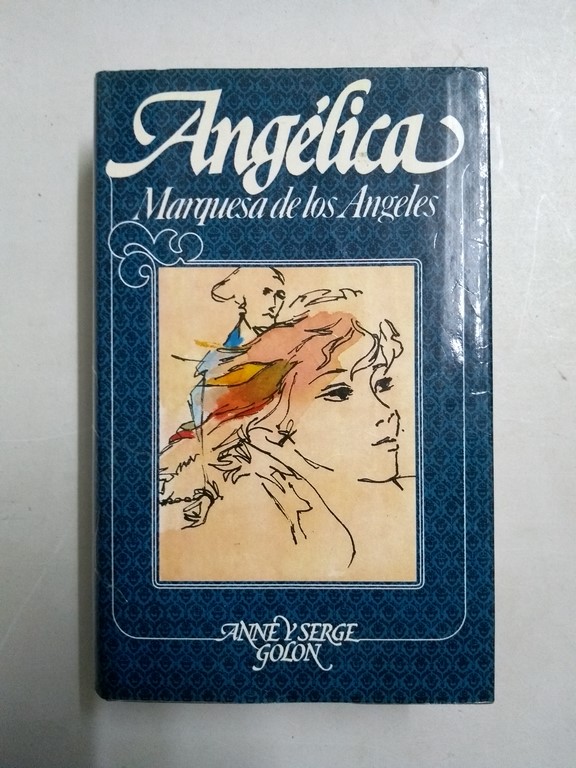 Angélica
Marquesa de los Angeles
ANNE Y SERGE
GOLON